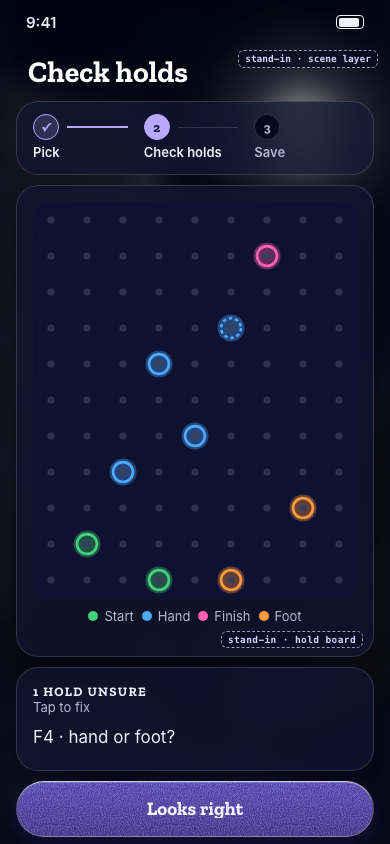 9:41
stand-in · scene layer
Check holds
✓ 2 3
Pick Check holds Save
Start Hand Finish Foot
stand-in · hold board
1 HOLD UNSURE
Tap to fix
F4 · hand or foot?
Looks right